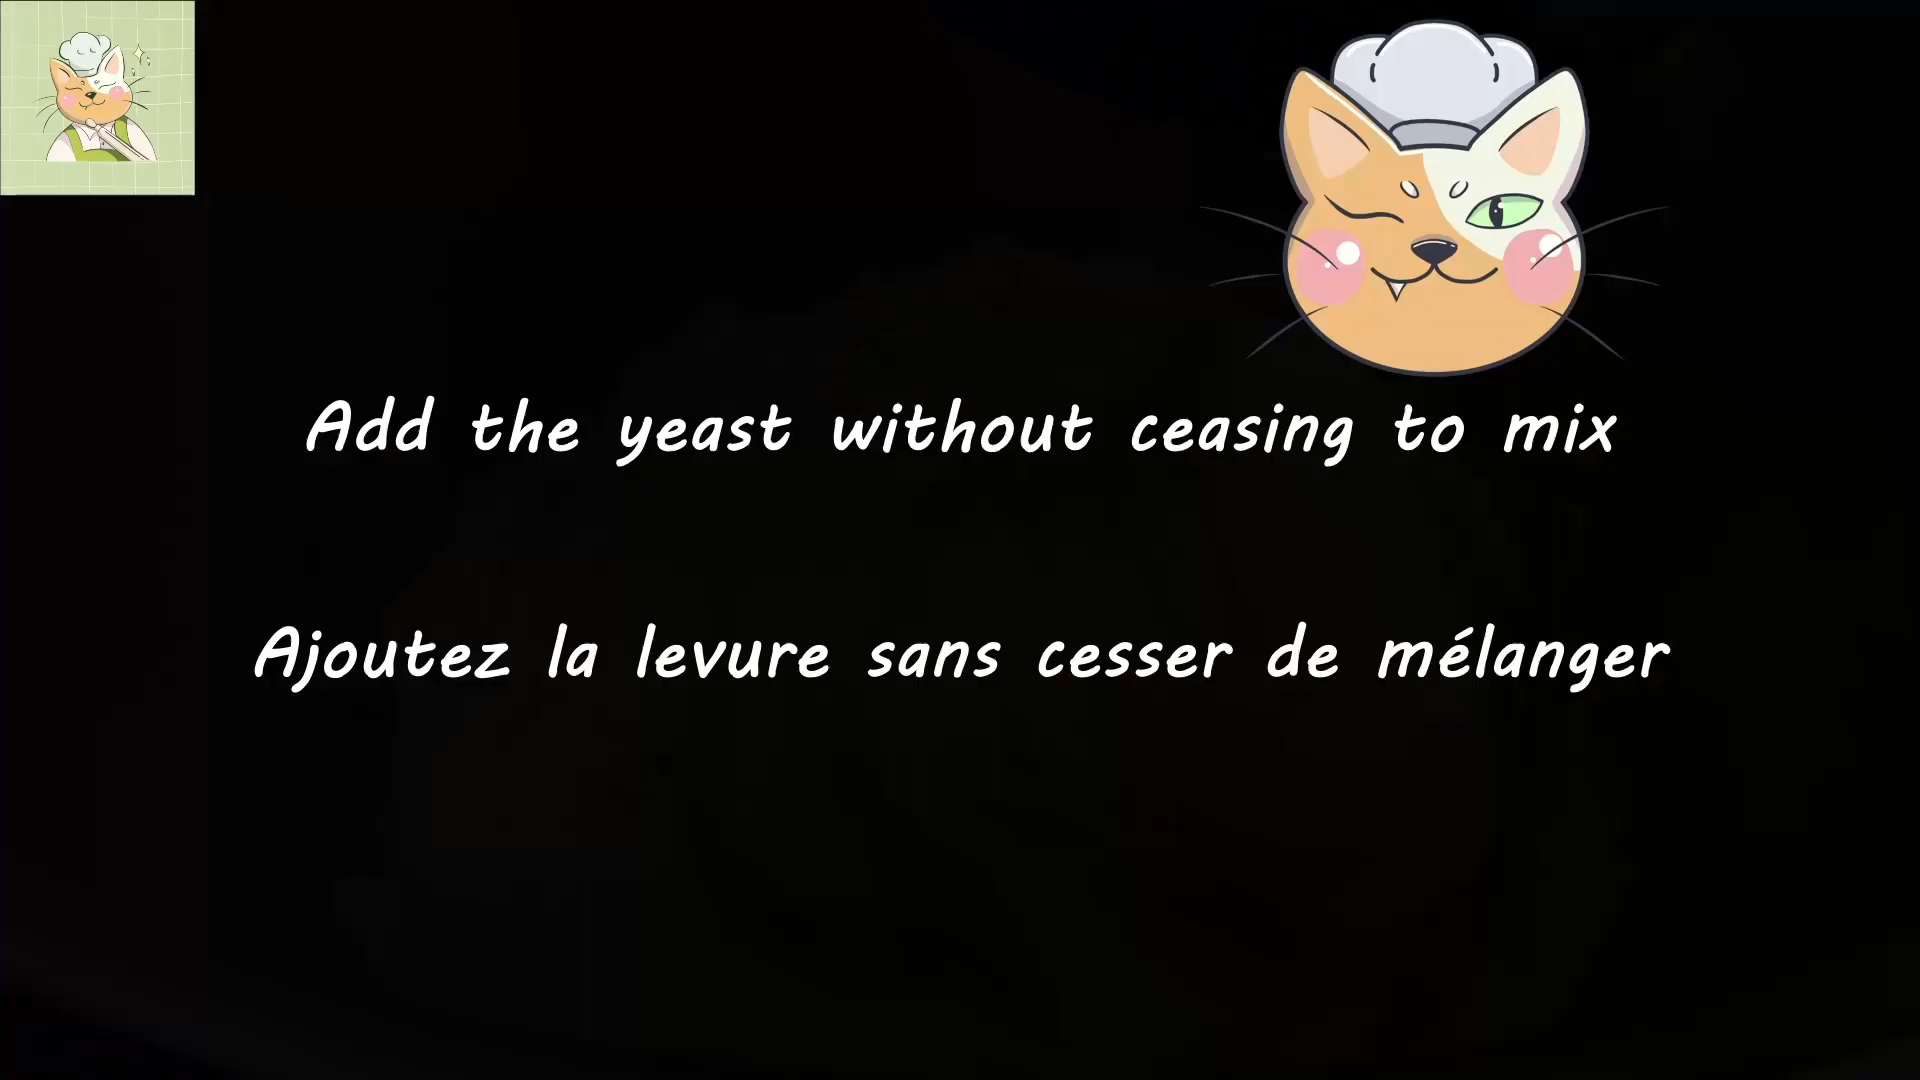 Add the yeast without ceasing to mix
Ajoutez la levure sans cesser de mélanger